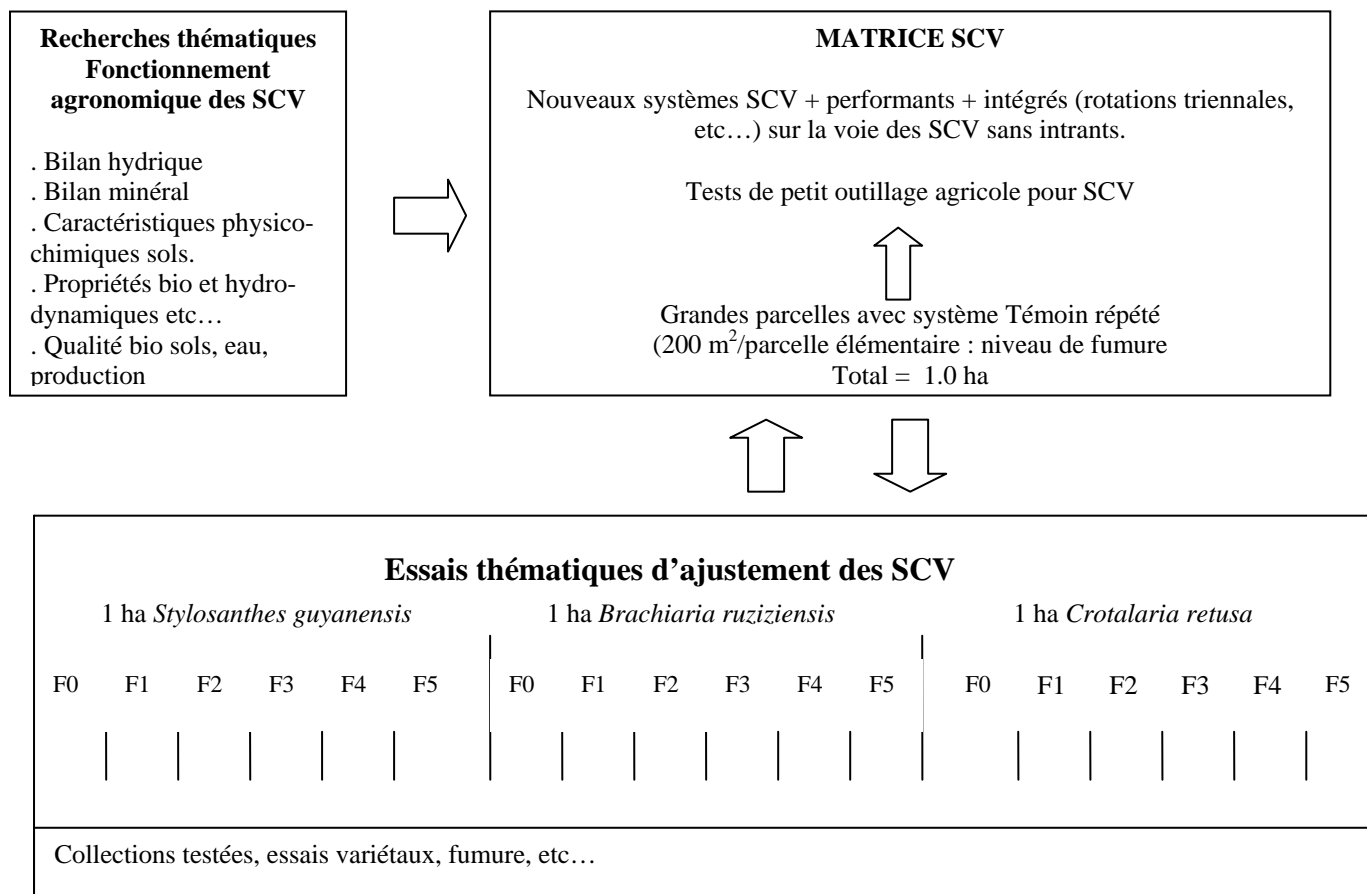 Recherches thématiques
Fonctionnement
agronomique des SCV
. Bilan hydrique
. Bilan minéral
. Caractéristiques physico-
chimiques sols.
. Propriétés bio et hydro-
dynamiques etc…
. Qualité bio sols, eau,
production
MATRICE SCV
Nouveaux systèmes SCV + performants + intégrés (rotations triennales,
etc…) sur la voie des SCV sans intrants.
Tests de petit outillage agricole pour SCV
Grandes parcelles avec système Témoin répété
(200 m²/parcelle élémentaire : niveau de fumure
Total = 1.0 ha
Essais thématiques d’ajustement des SCV
1 ha Stylosanthes guyanensis 1 ha Brachiaria ruziziensis 1 ha Crotalaria retusa
F0 F1 F2 F3 F4 F5 F0 F1 F2 F3 F4 F5 F0 F1 F2 F3 F4 F5
Collections testées, essais variétaux, fumure, etc…